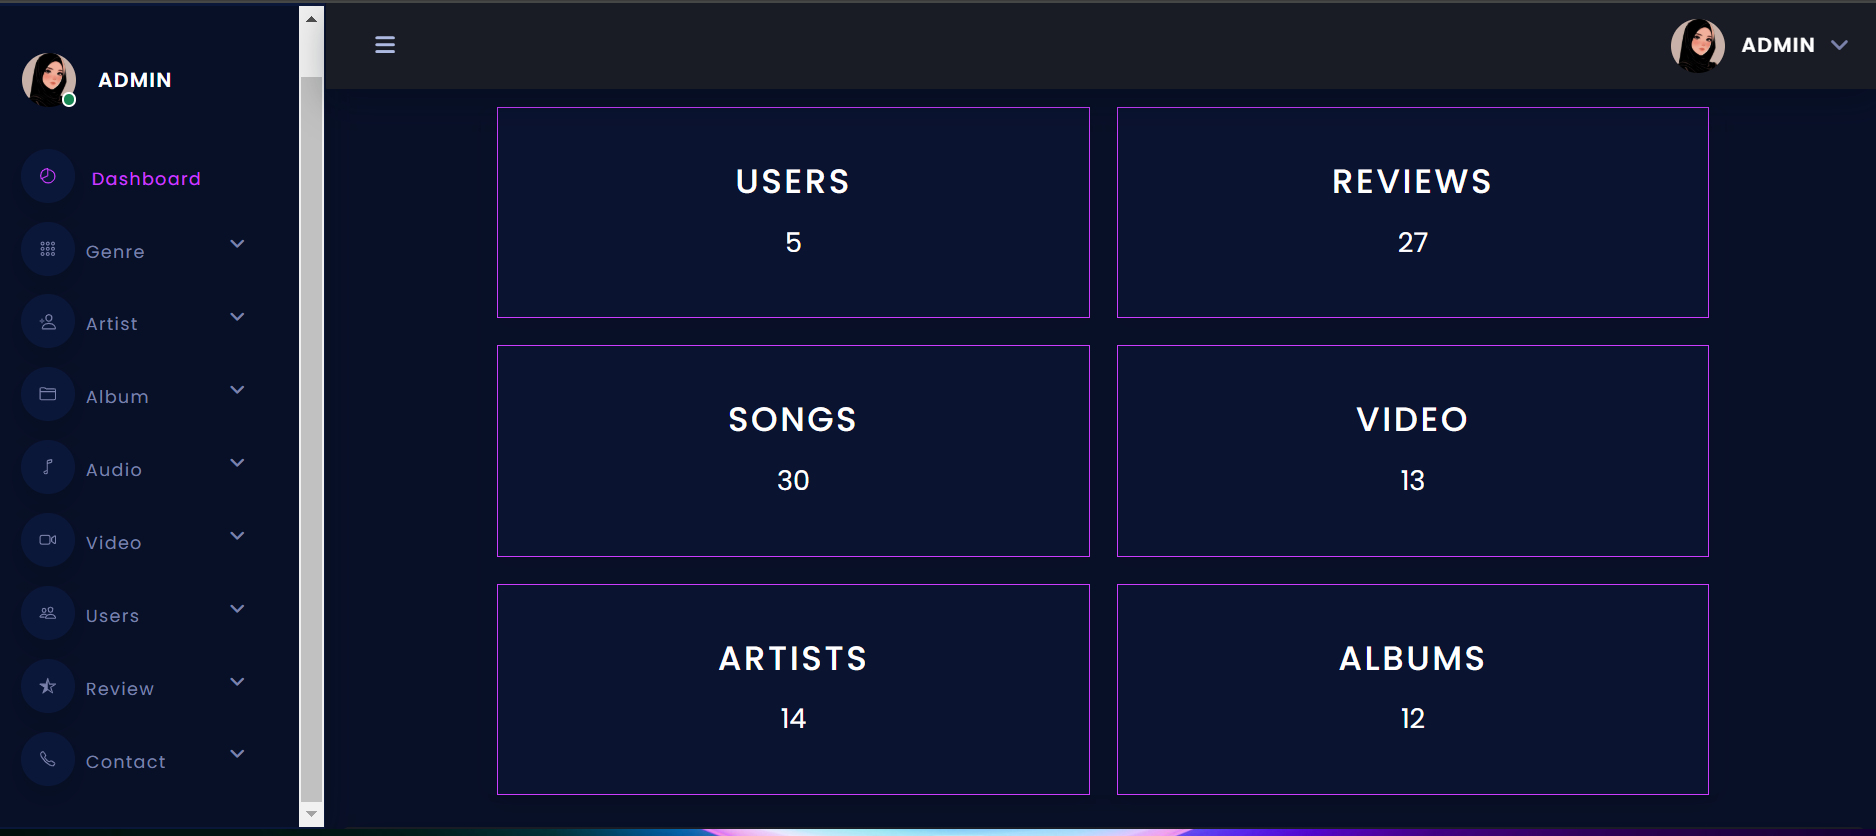 ADMIN
Dashboard
Genre
Artist
Album
Audio
Video
Users
Review
Contact
ADMIN
USERS
5
REVIEWS
27
SONGS
30
VIDEO
13
ARTISTS
14
ALBUMS
12